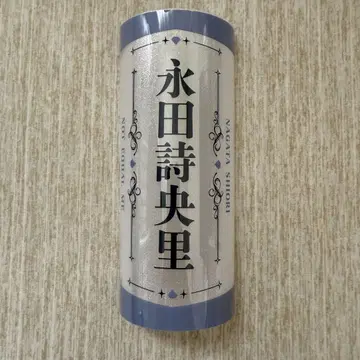 永田詩央里
NAGATA SHIORI
NOT EQUAL ME